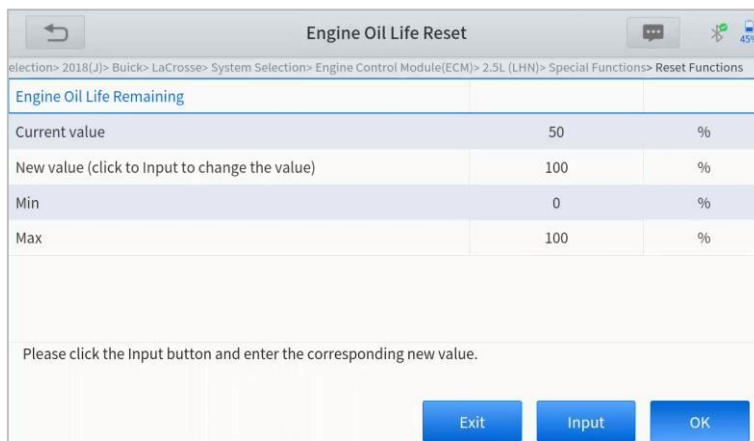 Engine Oil Life Reset
45%
election> 2018(J)> Buick> LaCrosse> System Selection> Engine Control Module(ECM)> 2.5L (LHN)> Special Functions> Reset Functions
Engine Oil Life Remaining
Current value 50 %
New value (click to Input to change the value) 100 %
Min 0 %
Max 100 %
Please click the Input button and enter the corresponding new value.
Exit Input OK